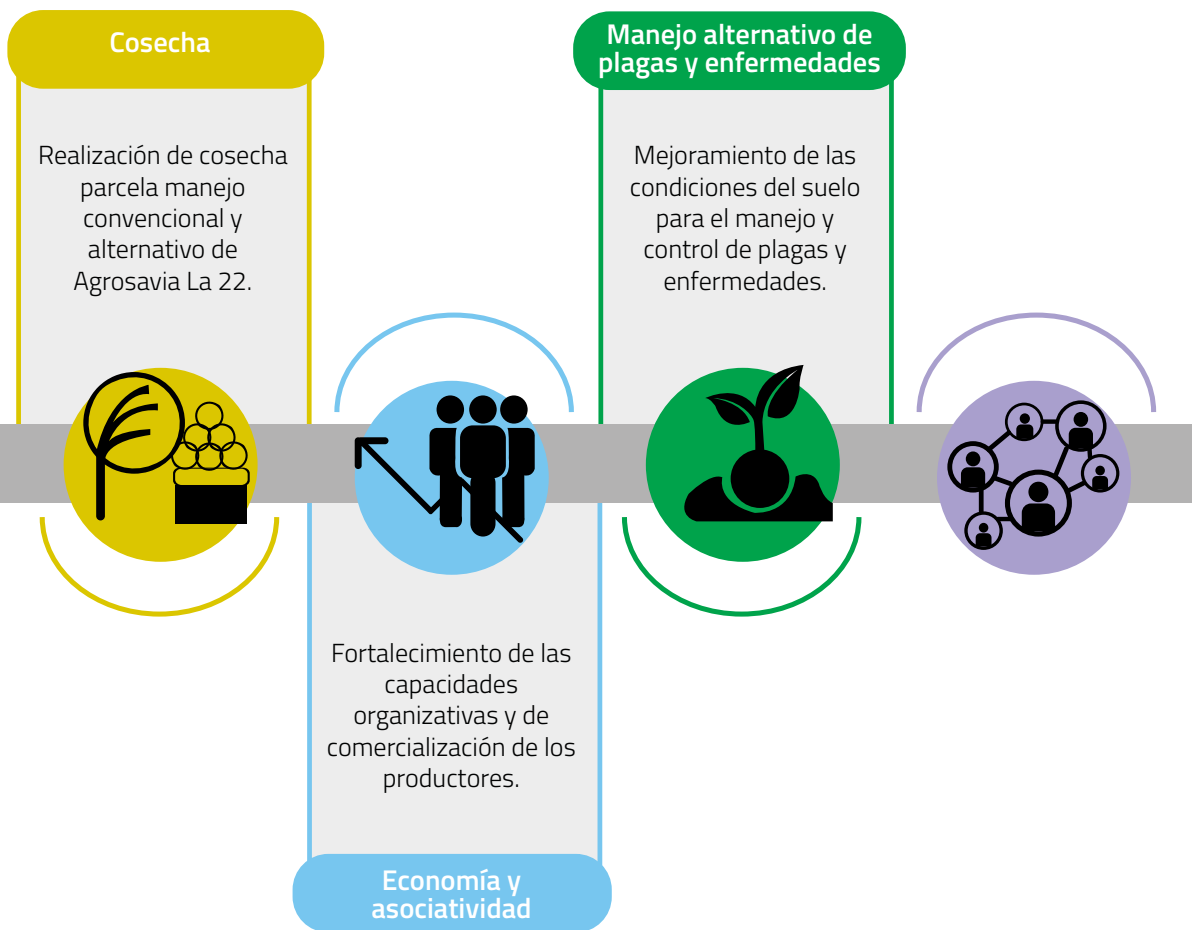 Cosecha
Realización de cosecha
parcela manejo
convencional y
alternativo de
Agrosavia La 22.
Fortalecimiento de las
capacidades
organizativas y de
comercialización de los
productores.
Economía y
asociatividad
Manejo alternativo de
plagas y enfermedades
Mejoramiento de las
condiciones del suelo
para el manejo y
control de plagas y
enfermedades.